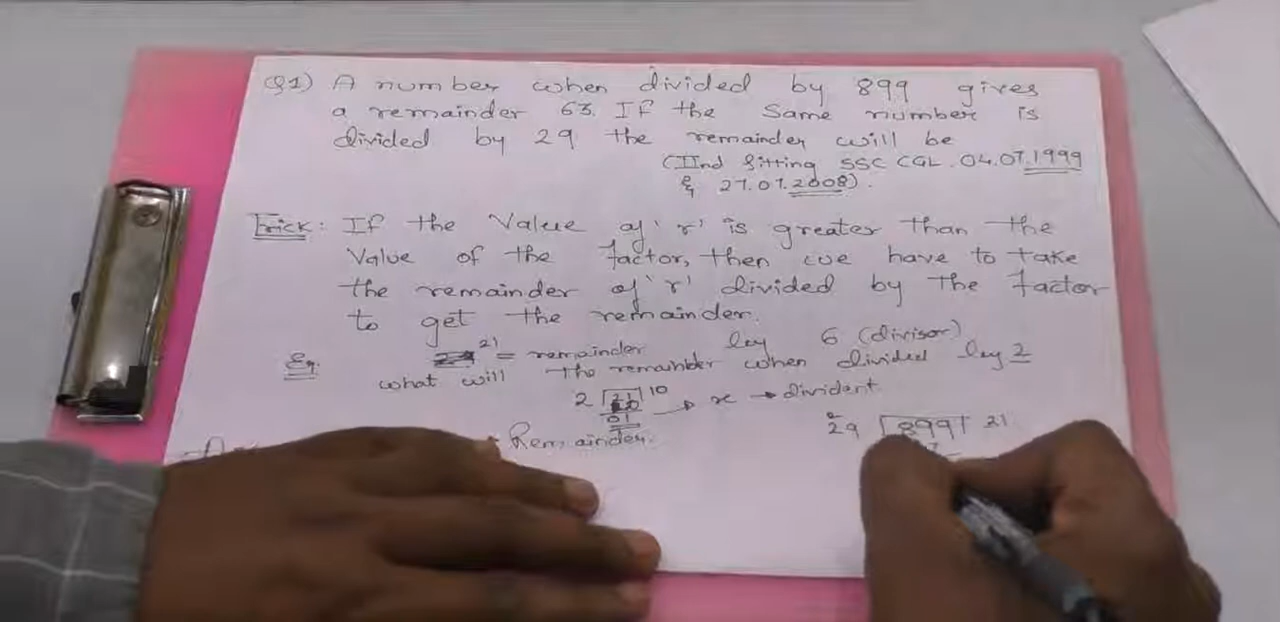 Q1) A number when divided by 899 gives
a remainder 63. If the Same number is
divided by 29 the remainder will be
(IInd Sitting SSC CGL. 04.07.1999
& 27.07.2008).
Trick: If the Value of 'r' is greater than the
Value of the factor, then we have to take
the remainder of 'r' divided by the factor
to get the remainder.
Eg. 21 = remainder by 6 (divisor)
what will the remainder when divided by 2
2 21 10 → x → divident
01
29 899 21
Remainder.